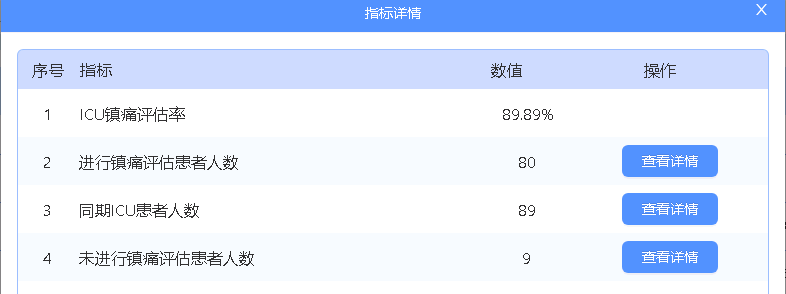 指标详情 X
序号 指标 数值 操作
1 ICU镇痛评估率 89.89%
2 进行镇痛评估患者人数 80 查看详情
3 同期ICU患者人数 89 查看详情
4 未进行镇痛评估患者人数 9 查看详情